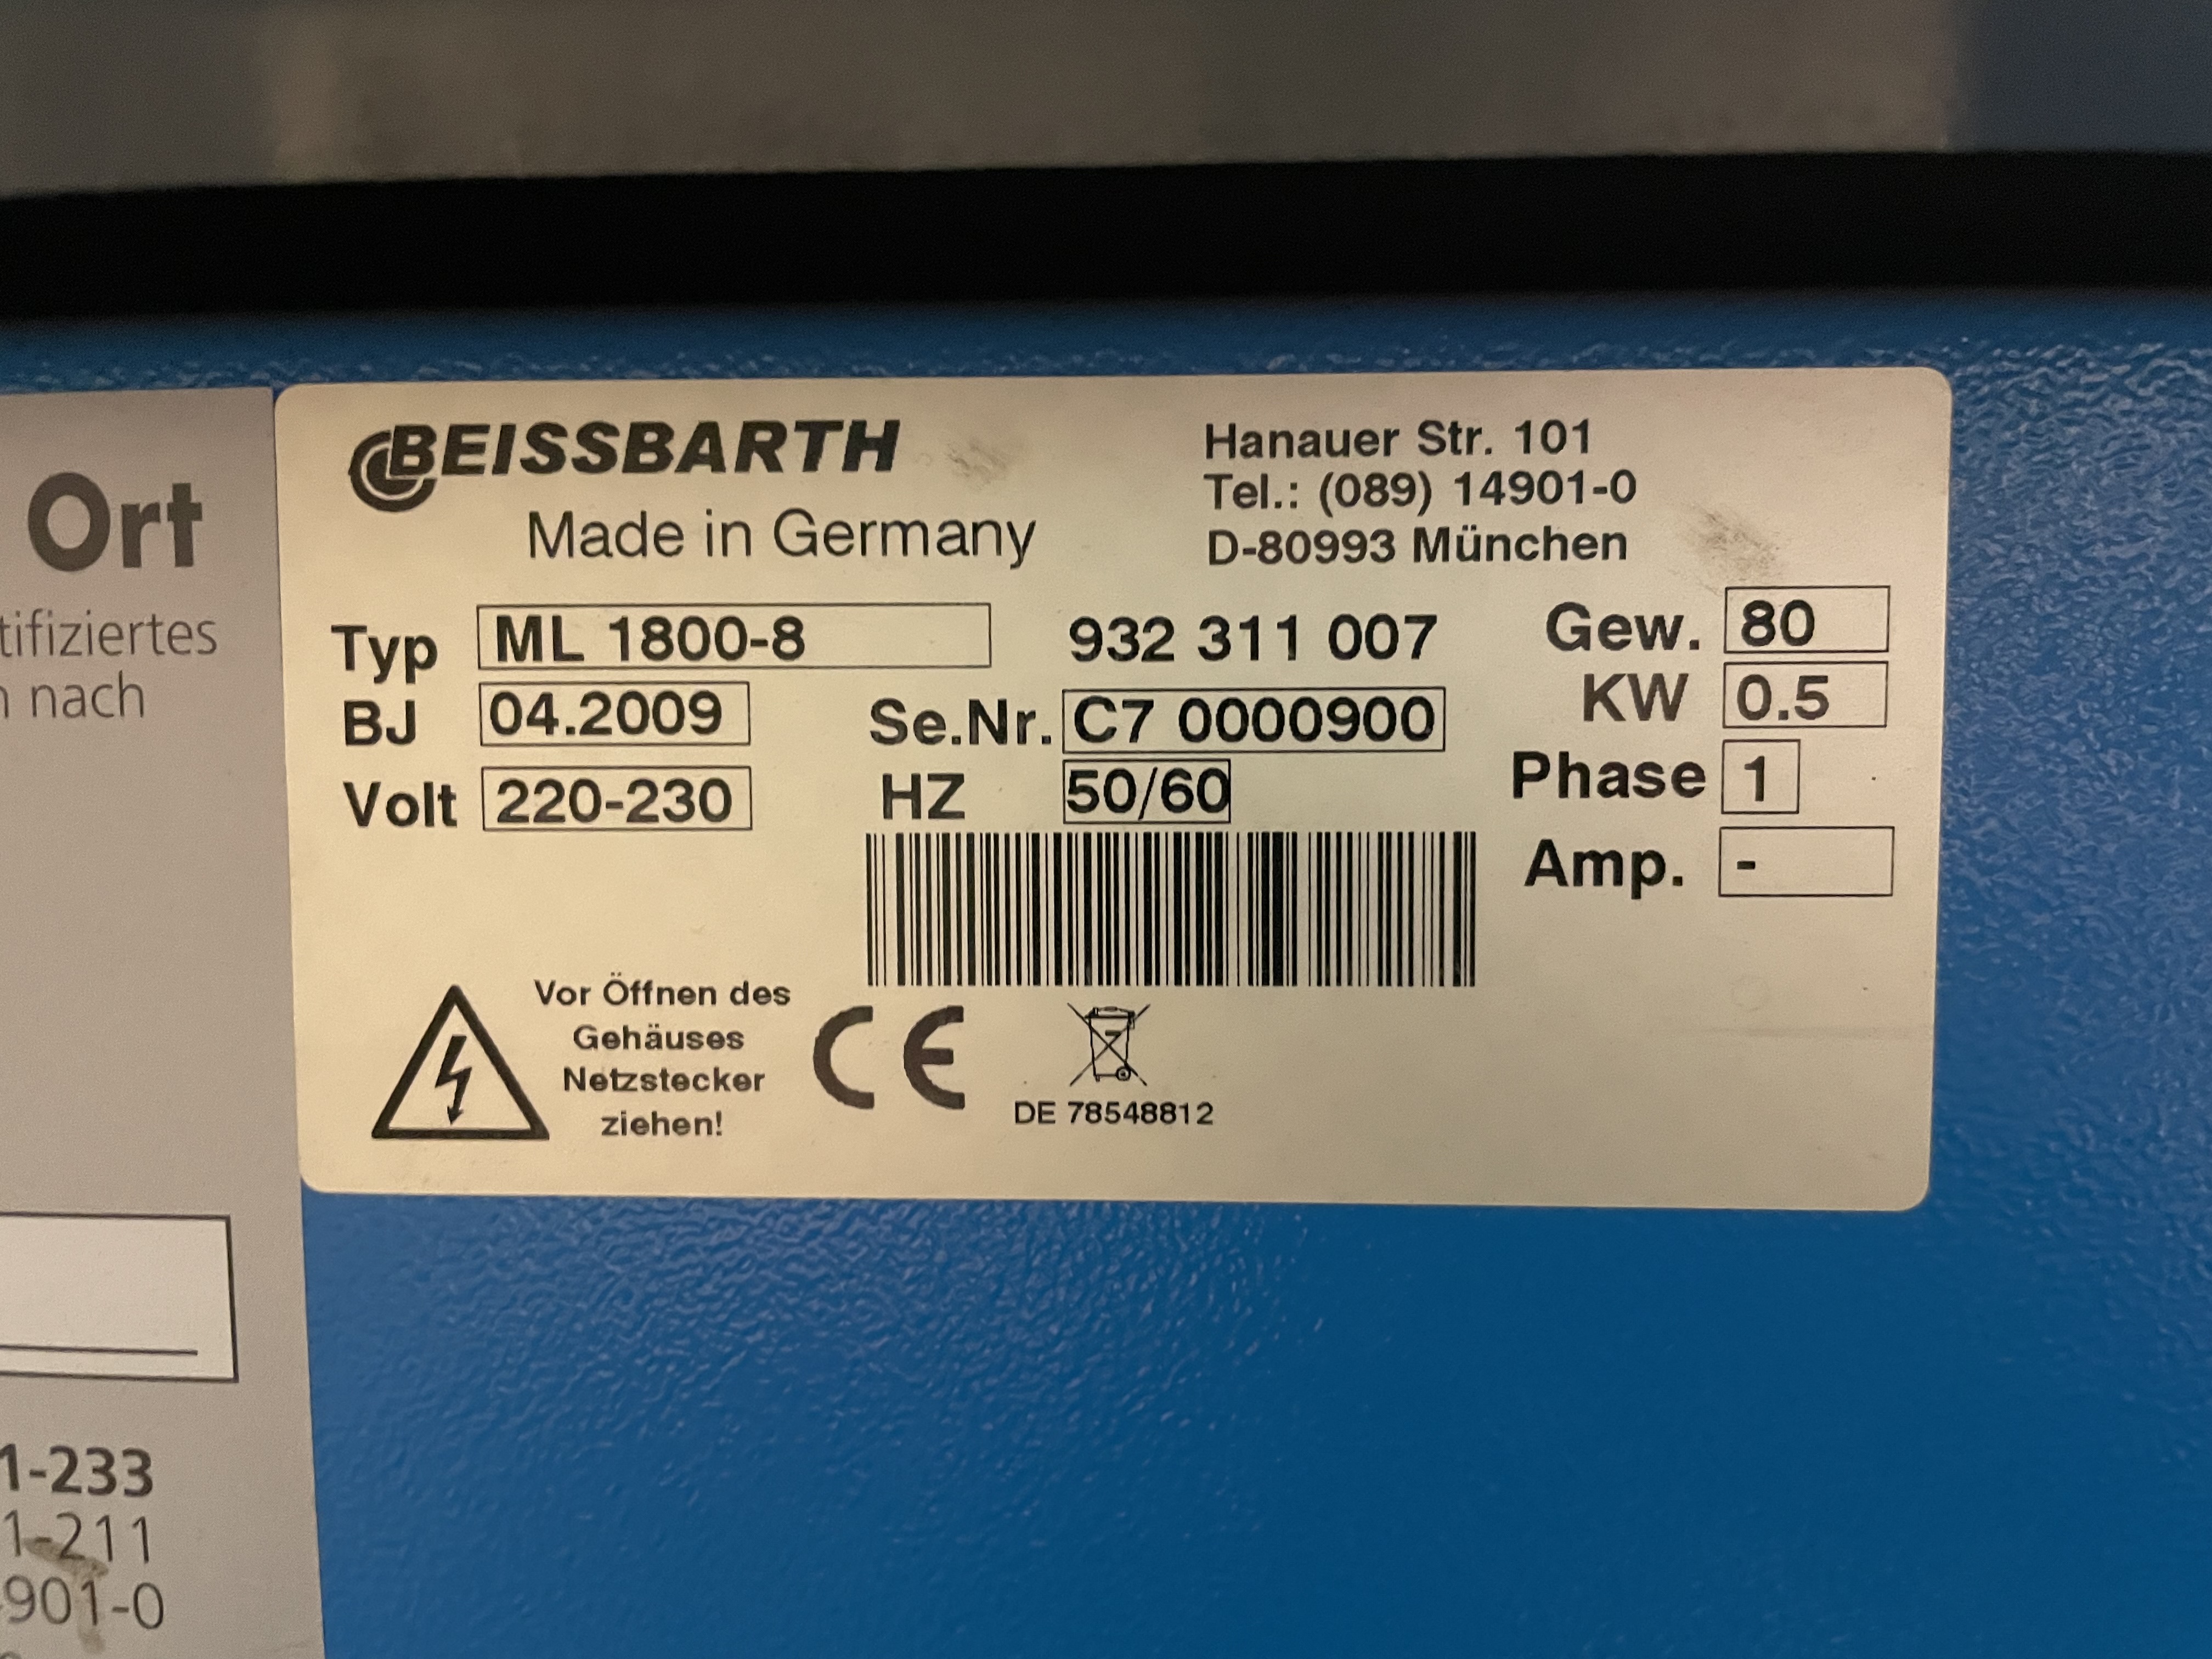 BEISSBARTH
Made in Germany
Hanauer Str. 101
Tel.: (089) 14901-0
D-80993 München
Typ ML 1800-8 932 311 007 Gew. 80
BJ 04.2009 Se.Nr. C7 0000900 KW 0.5
Volt 220-230 HZ 50/60 Phase 1
Amp. -
Vor Öffnen des
Gehäuses
Netzstecker
ziehen!
CE
DE 78548812
Ort
tifiziertes
nach
1-233
1-211
901-0